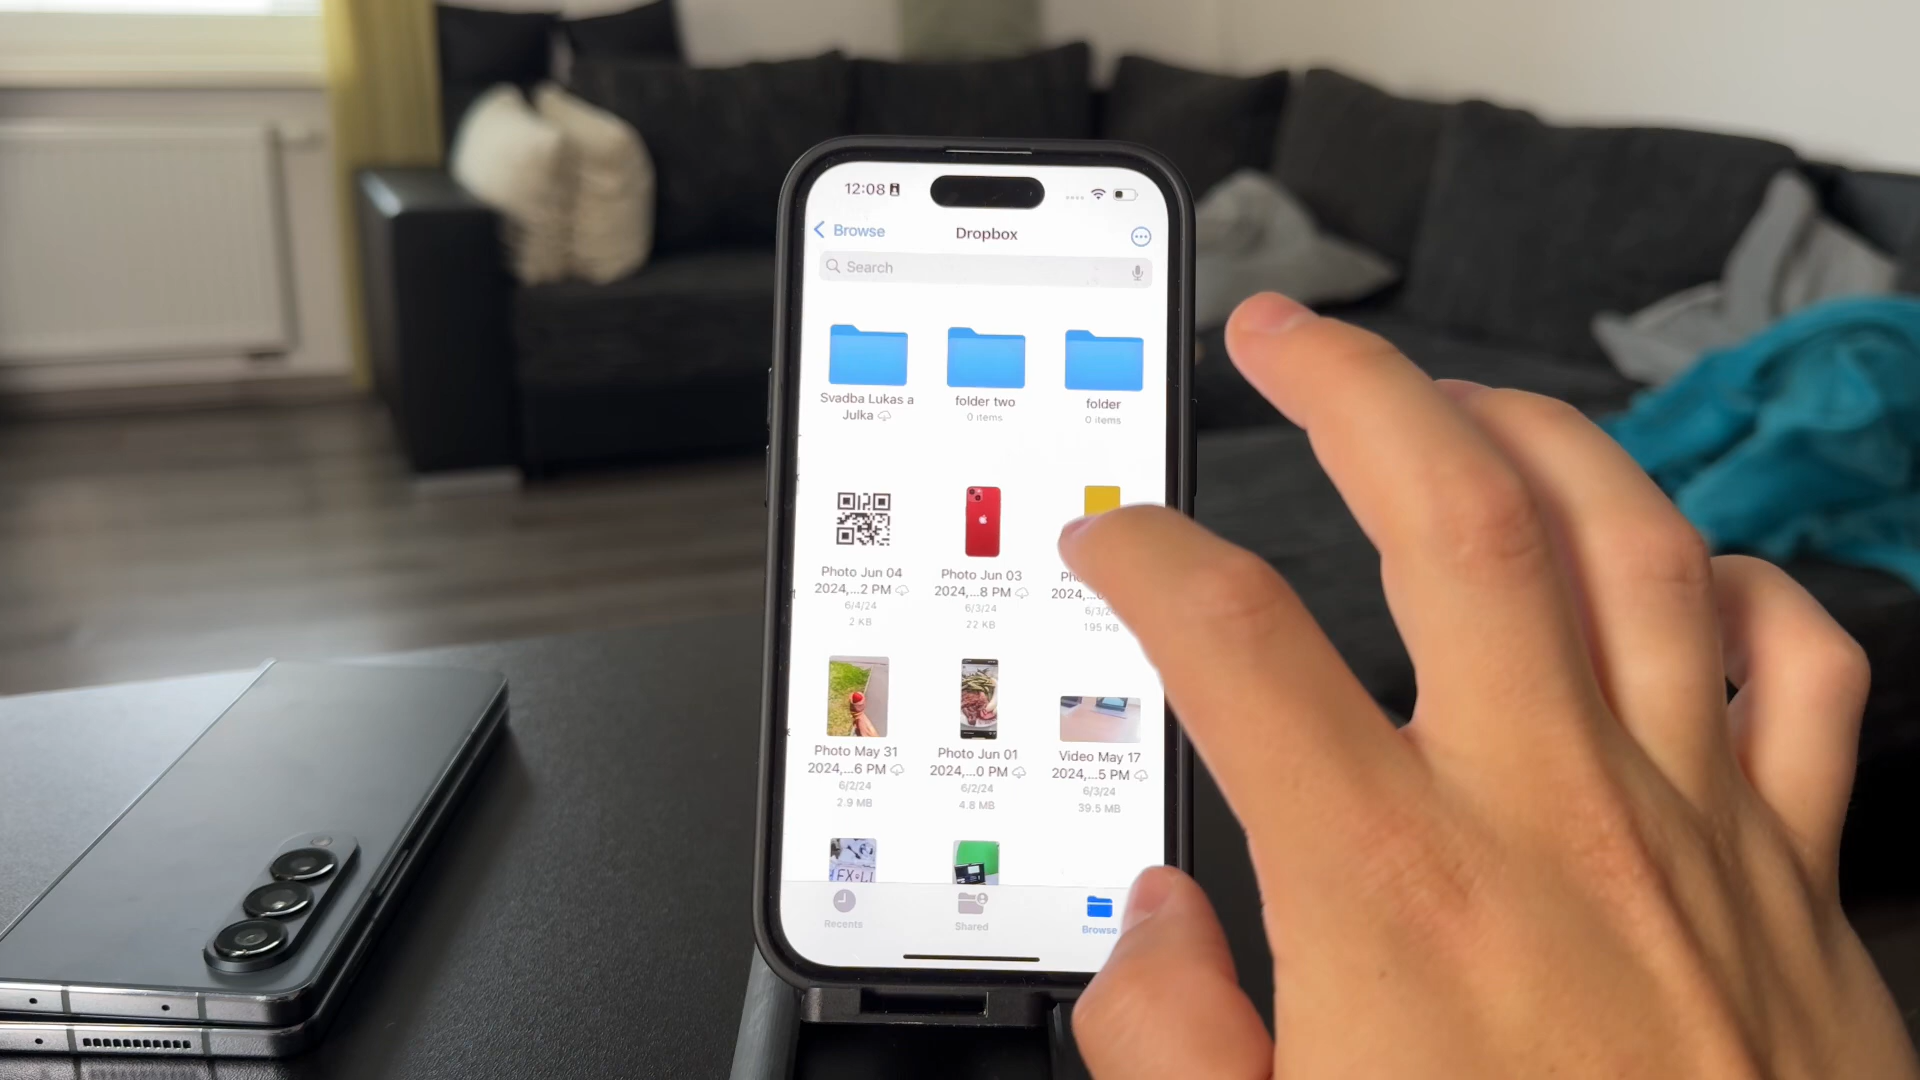 12:08
Browse
Dropbox
Search
Svadba Lukas a
Julka
folder two
0 items
folder
0 items
Photo Jun 04
2024,...2 PM
6/4/24
2 KB
Photo Jun 03
2024,...8 PM
6/3/24
22 KB
2024,...
195 KB
Photo May 31
2024,...6 PM
6/2/24
2.9 MB
Photo Jun 01
2024,...0 PM
6/2/24
4.8 MB
Video May 17
2024,...5 PM
6/3/24
39.5 MB
Recents
Shared
Browse